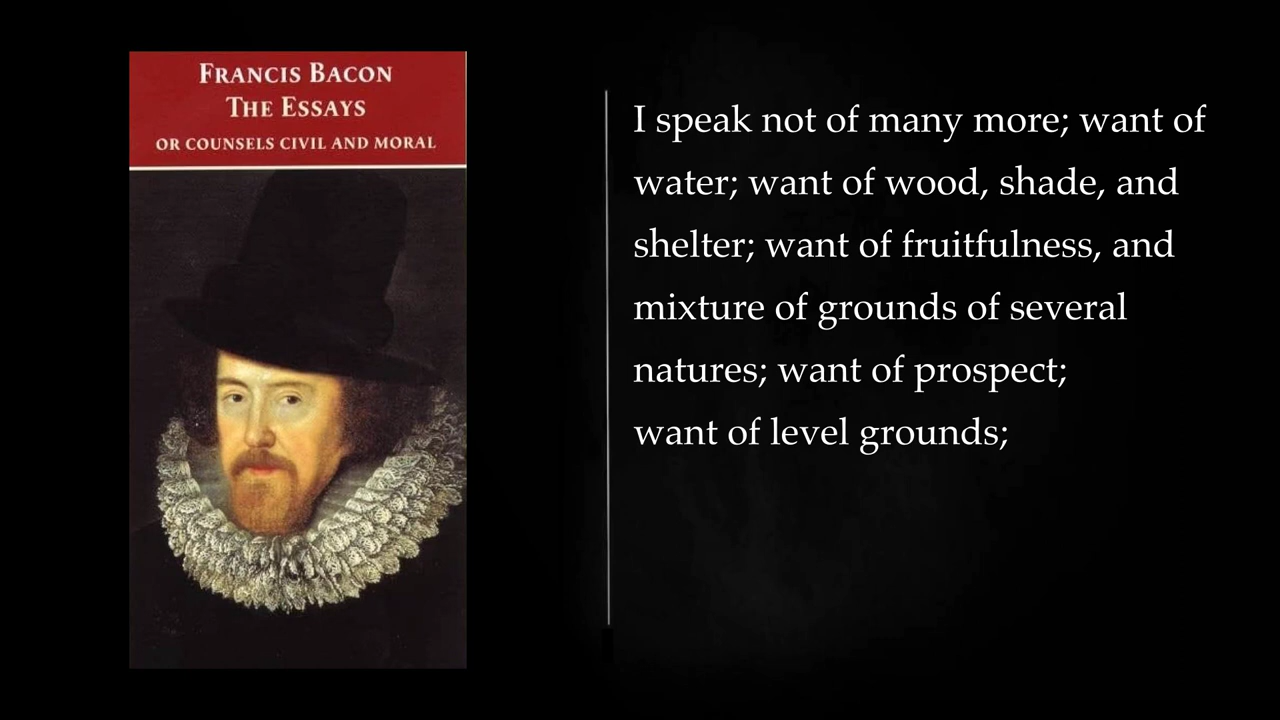 FRANCIS BACON
THE ESSAYS
OR COUNSELS CIVIL AND MORAL
I speak not of many more; want of
water; want of wood, shade, and
shelter; want of fruitfulness, and
mixture of grounds of several
natures; want of prospect;
want of level grounds;